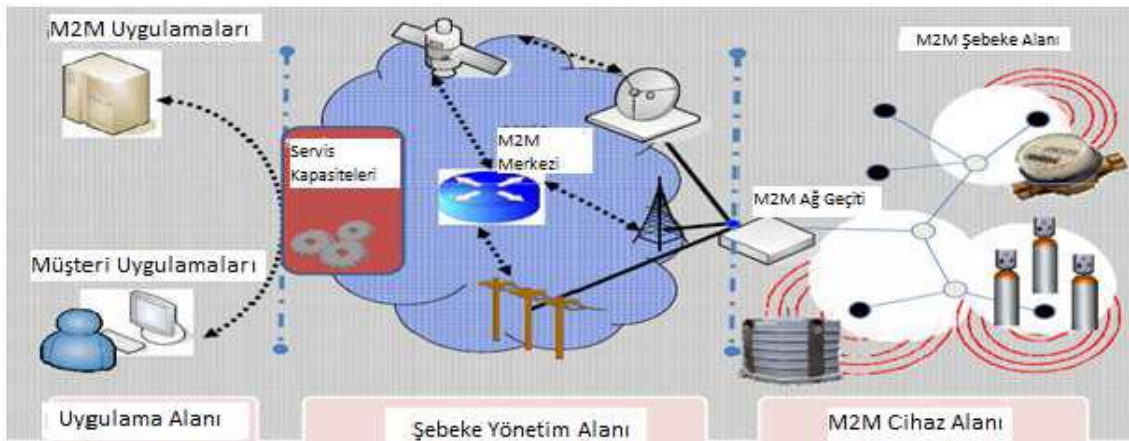 M2M Uygulamaları
M2M Şebeke Alanı
Servis
Kapasiteleri
M2M
Merkezi
M2M Ağ Geçiti
Müşteri Uygulamaları
Uygulama Alanı
Şebeke Yönetim Alanı
M2M Cihaz Alanı